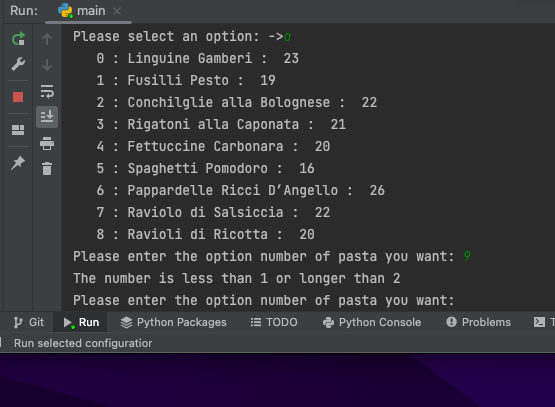 Run: main ×
Please select an option: ->a
0 : Linguine Gamberi :  23
1 : Fusilli Pesto :  19
2 : Conchilglie alla Bolognese :  22
3 : Rigatoni alla Caponata :  21
4 : Fettuccine Carbonara :  20
5 : Spaghetti Pomodoro :  16
6 : Pappardelle Ricci D’Angello :  26
7 : Raviolo di Salsiccia :  22
8 : Ravioli di Ricotta :  20
Please enter the option number of pasta you want: 9
The number is less than 1 or longer than 2
Please enter the option number of pasta you want:
Git Run Python Packages TODO Python Console Problems T
Run selected configuratior